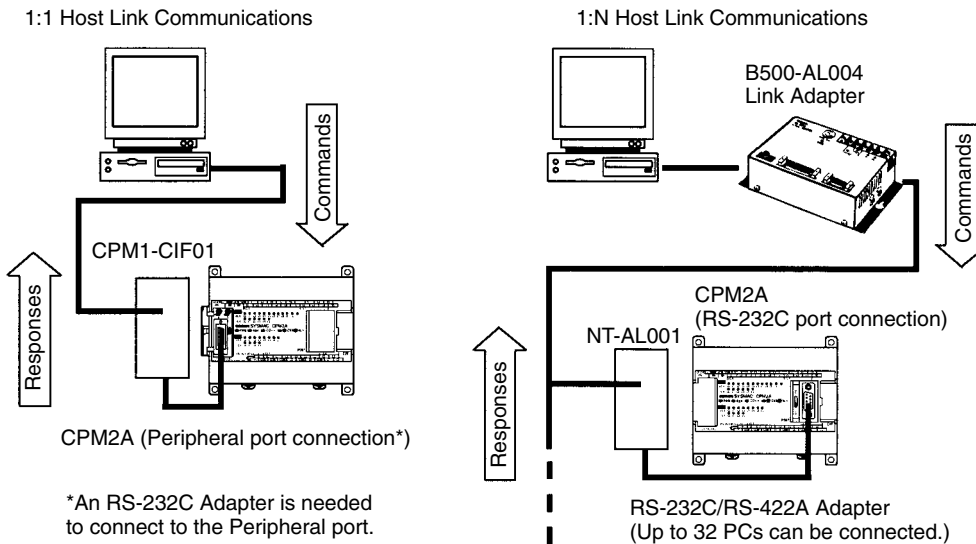 1:1 Host Link Communications
Commands
Responses
CPM1-CIF01
CPM2A (Peripheral port connection*)
*An RS-232C Adapter is needed
to connect to the Peripheral port.
1:N Host Link Communications
B500-AL004
Link Adapter
Commands
CPM2A
(RS-232C port connection)
NT-AL001
Responses
RS-232C/RS-422A Adapter
(Up to 32 PCs can be connected.)